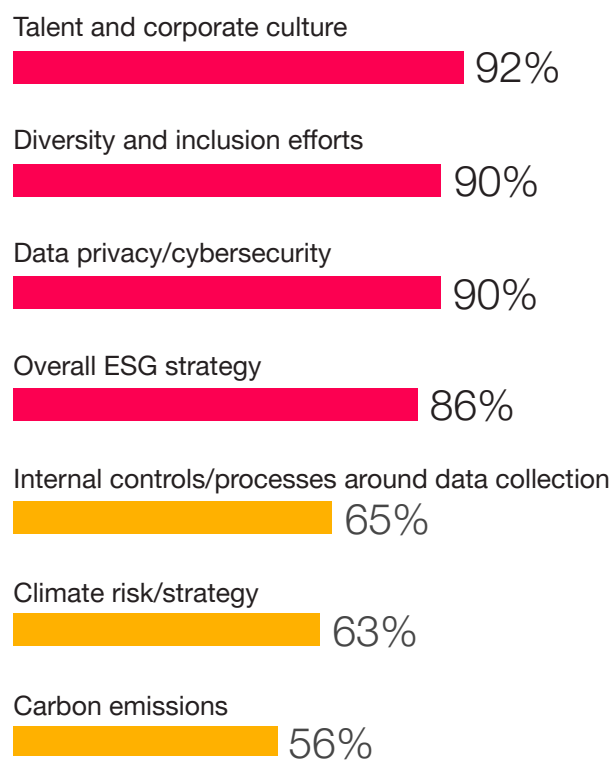 Talent and corporate culture
92%
Diversity and inclusion efforts
90%
Data privacy/cybersecurity
90%
Overall ESG strategy
86%
Internal controls/processes around data collection
65%
Climate risk/strategy
63%
Carbon emissions
56%